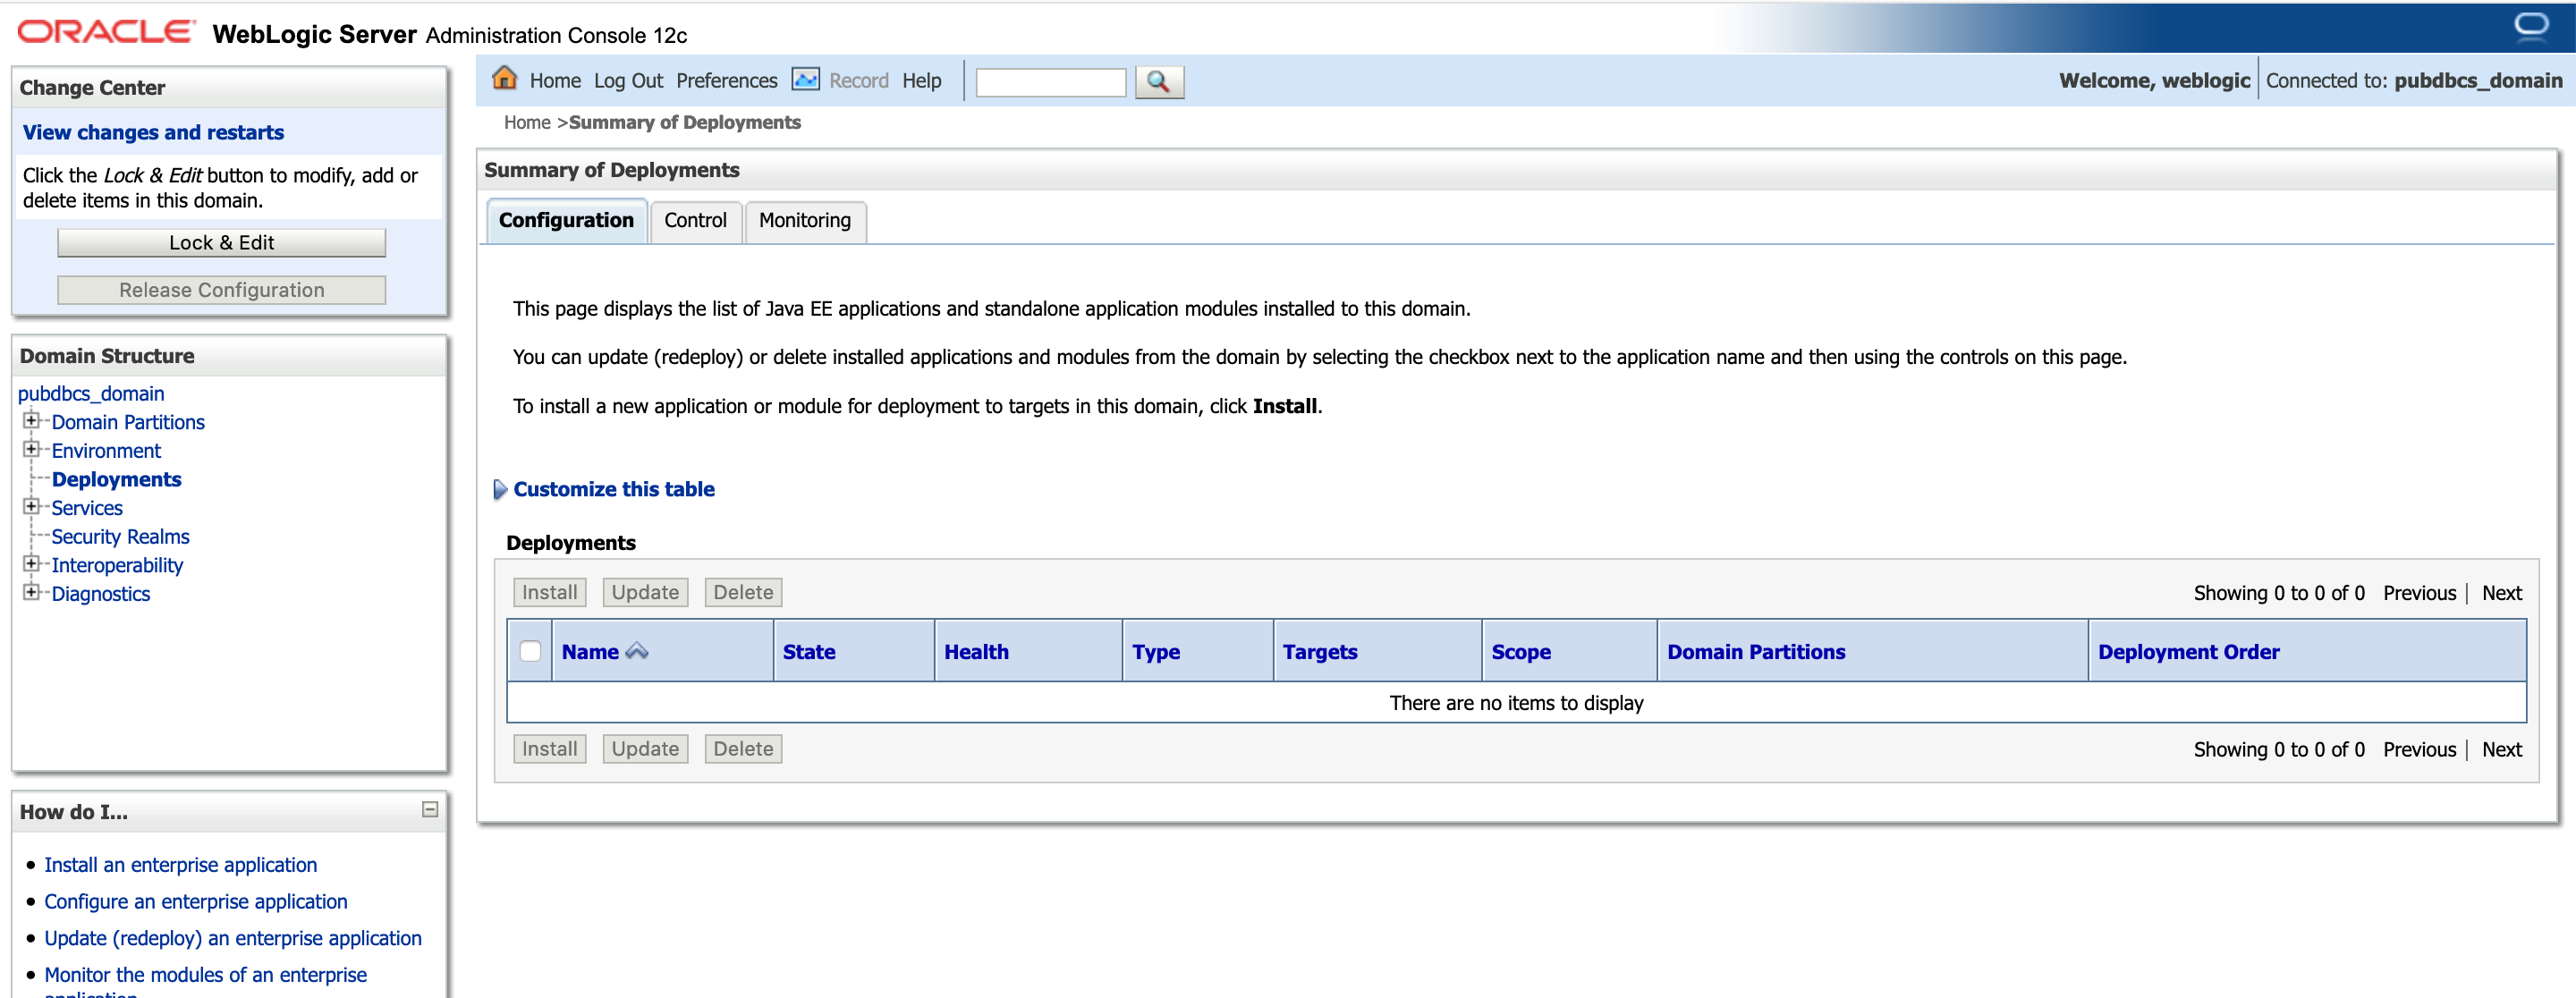 ORACLE WebLogic Server Administration Console 12c
Change Center
View changes and restarts
Click the Lock & Edit button to modify, add or
delete items in this domain.
Lock & Edit
Release Configuration
Domain Structure
pubdbcs_domain
Domain Partitions
Environment
Deployments
Services
Security Realms
Interoperability
Diagnostics
How do I...
Install an enterprise application
Configure an enterprise application
Update (redeploy) an enterprise application
Monitor the modules of an enterprise
application
Home Log Out Preferences Record Help
Welcome, weblogic Connected to: pubdbcs_domain
Home >Summary of Deployments
Summary of Deployments
Configuration Control Monitoring
This page displays the list of Java EE applications and standalone application modules installed to this domain.
You can update (redeploy) or delete installed applications and modules from the domain by selecting the checkbox next to the application name and then using the controls on this page.
To install a new application or module for deployment to targets in this domain, click Install.
Customize this table
Deployments
Install Update Delete Showing 0 to 0 of 0 Previous | Next
Name State Health Type Targets Scope Domain Partitions Deployment Order
There are no items to display
Install Update Delete Showing 0 to 0 of 0 Previous | Next